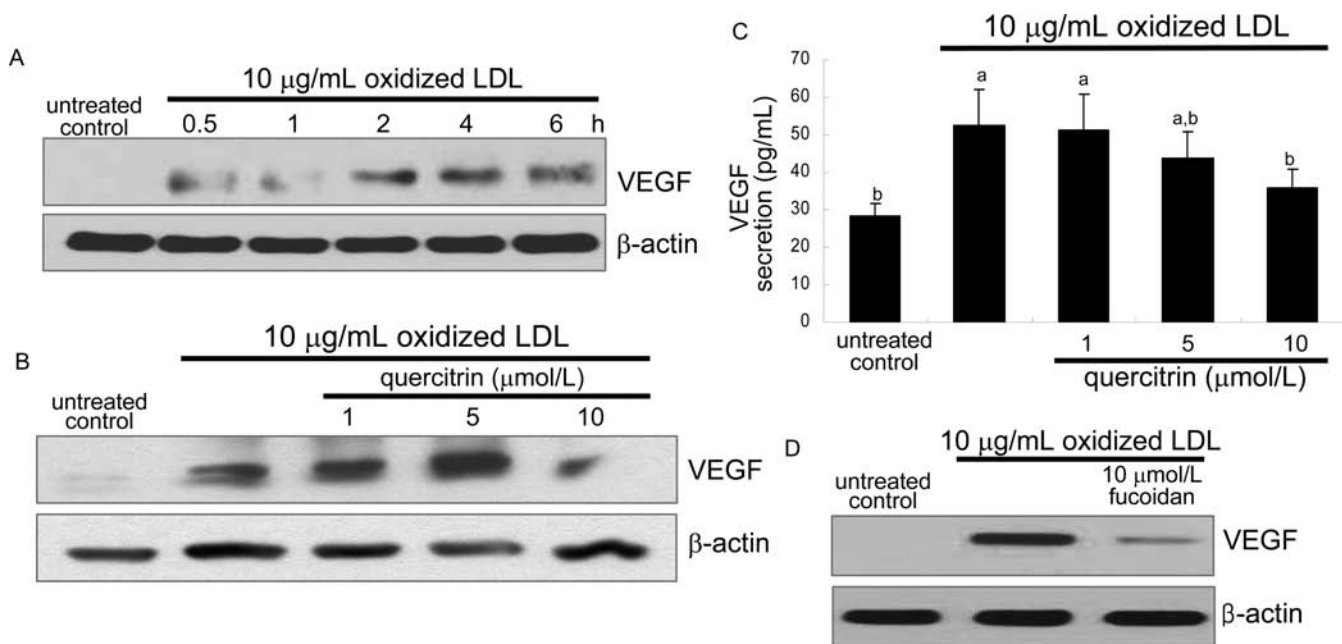 A
10 μg/mL oxidized LDL
untreated
control
0.5 1 2 4 6 h
VEGF
β-actin
B
10 μg/mL oxidized LDL
quercitrin (μmol/L)
untreated
control
1 5 10
VEGF
β-actin
C
10 μg/mL oxidized LDL
VEGF
secretion (pg/mL)
70
60
50
40
30
20
10
0
b
a
a
a,b
b
untreated
control
1 5 10
quercitrin (μmol/L)
D
10 μg/mL oxidized LDL
untreated
control
10 μmol/L
fucoidan
VEGF
β-actin